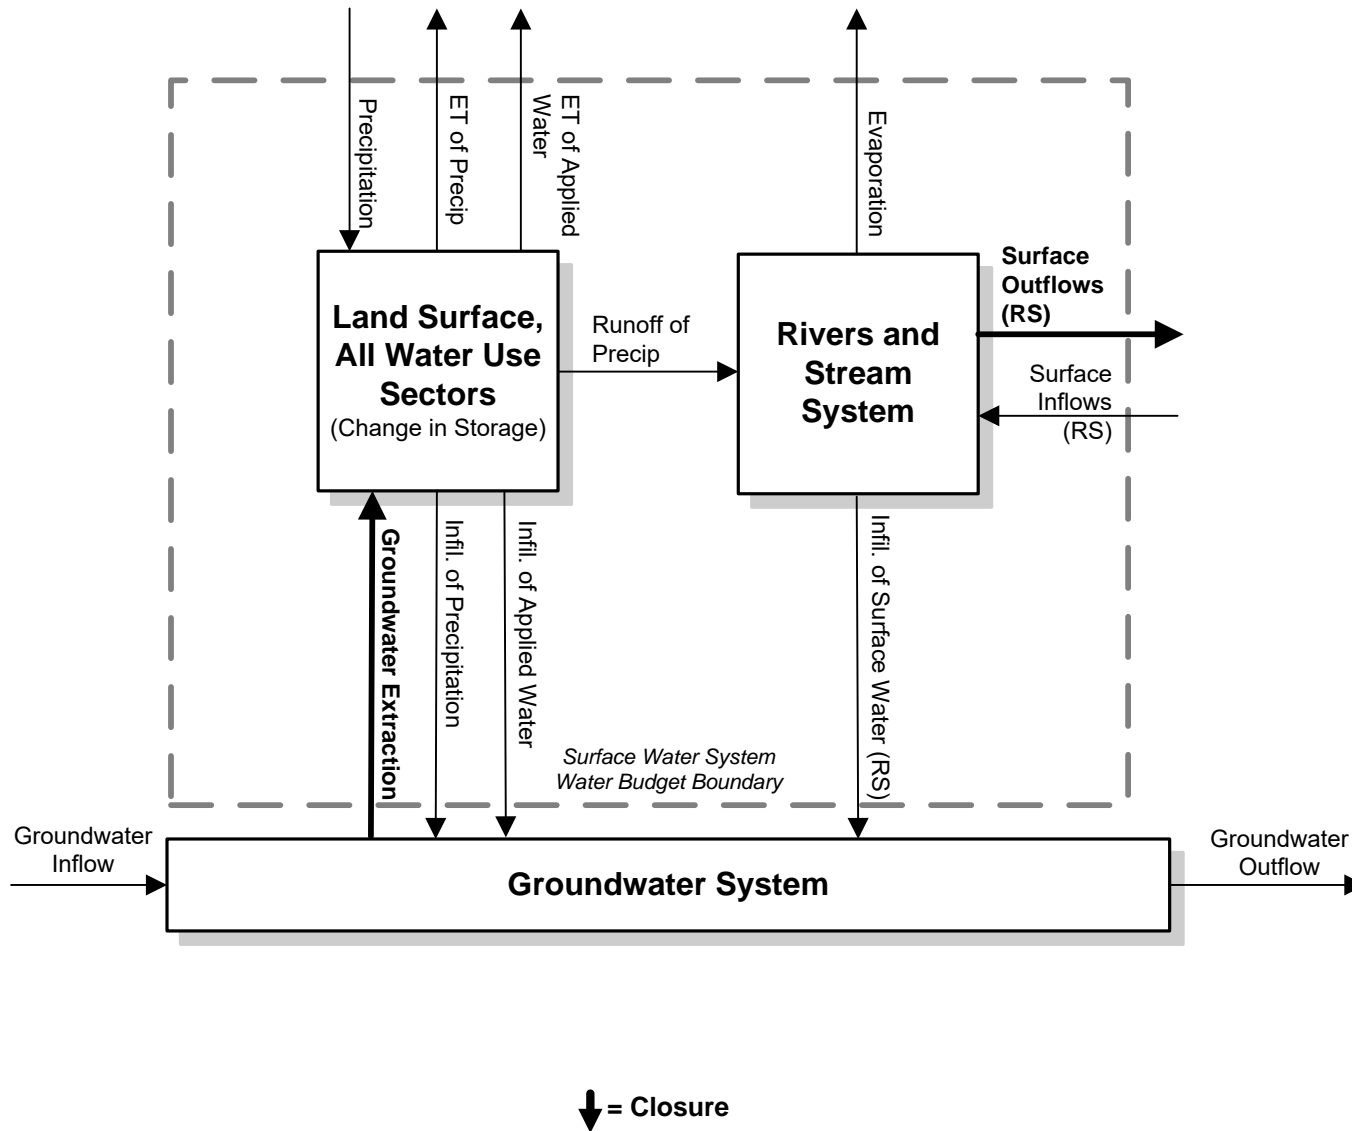 Precipitation
ET of Precip
ET of Applied
Water
Evaporation
Land Surface,
All Water Use
Sectors
(Change in Storage)
Runoff of
Precip
Rivers and
Stream
System
Surface
Outflows
(RS)
Surface
Inflows
(RS)
Groundwater Extraction
Infil. of Precipitation
Infil. of Applied Water
Infil. of Surface Water (RS)
Surface Water System
Water Budget Boundary
Groundwater
Inflow
Groundwater System
Groundwater
Outflow
= Closure